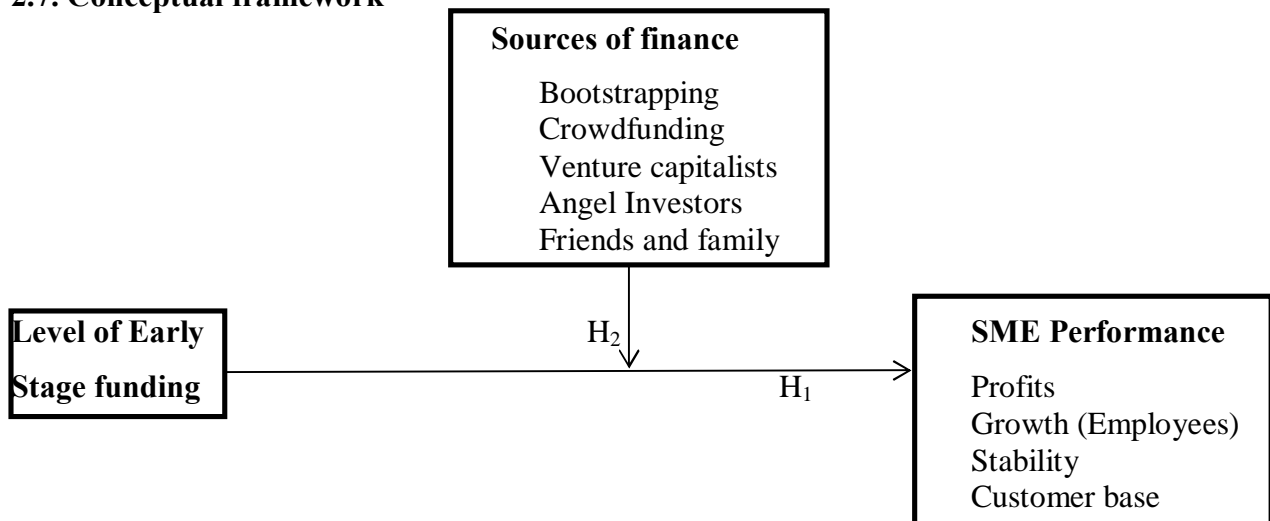 2.7. Conceptual framework
Sources of finance
Bootstrapping
Crowdfunding
Venture capitalists
Angel Investors
Friends and family
Level of Early
Stage funding
H₂
H₁
SME Performance
Profits
Growth (Employees)
Stability
Customer base